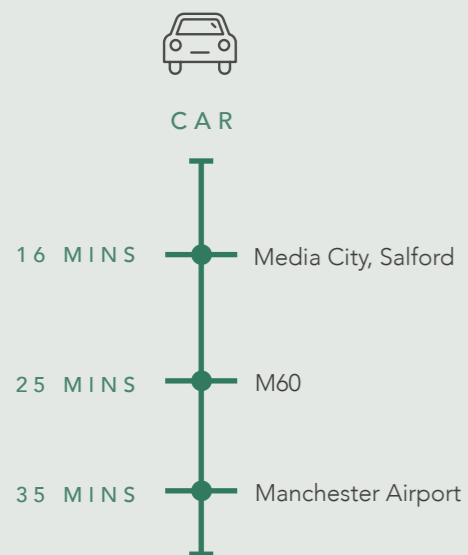 CAR
16 MINS Media City, Salford
25 MINS M60
35 MINS Manchester Airport